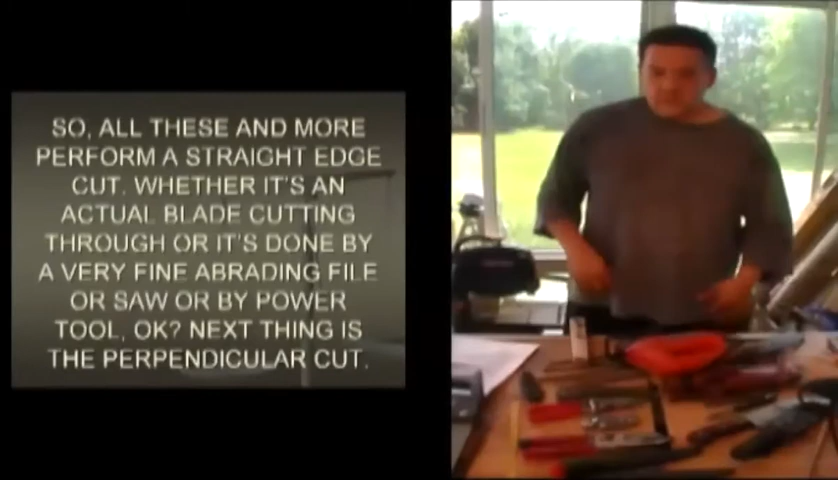 SO, ALL THESE AND MORE
PERFORM A STRAIGHT EDGE
CUT. WHETHER IT'S AN
ACTUAL BLADE CUTTING
THROUGH OR IT'S DONE BY
A VERY FINE ABRADING FILE
OR SAW OR BY POWER
TOOL, OK? NEXT THING IS
THE PERPENDICULAR CUT.